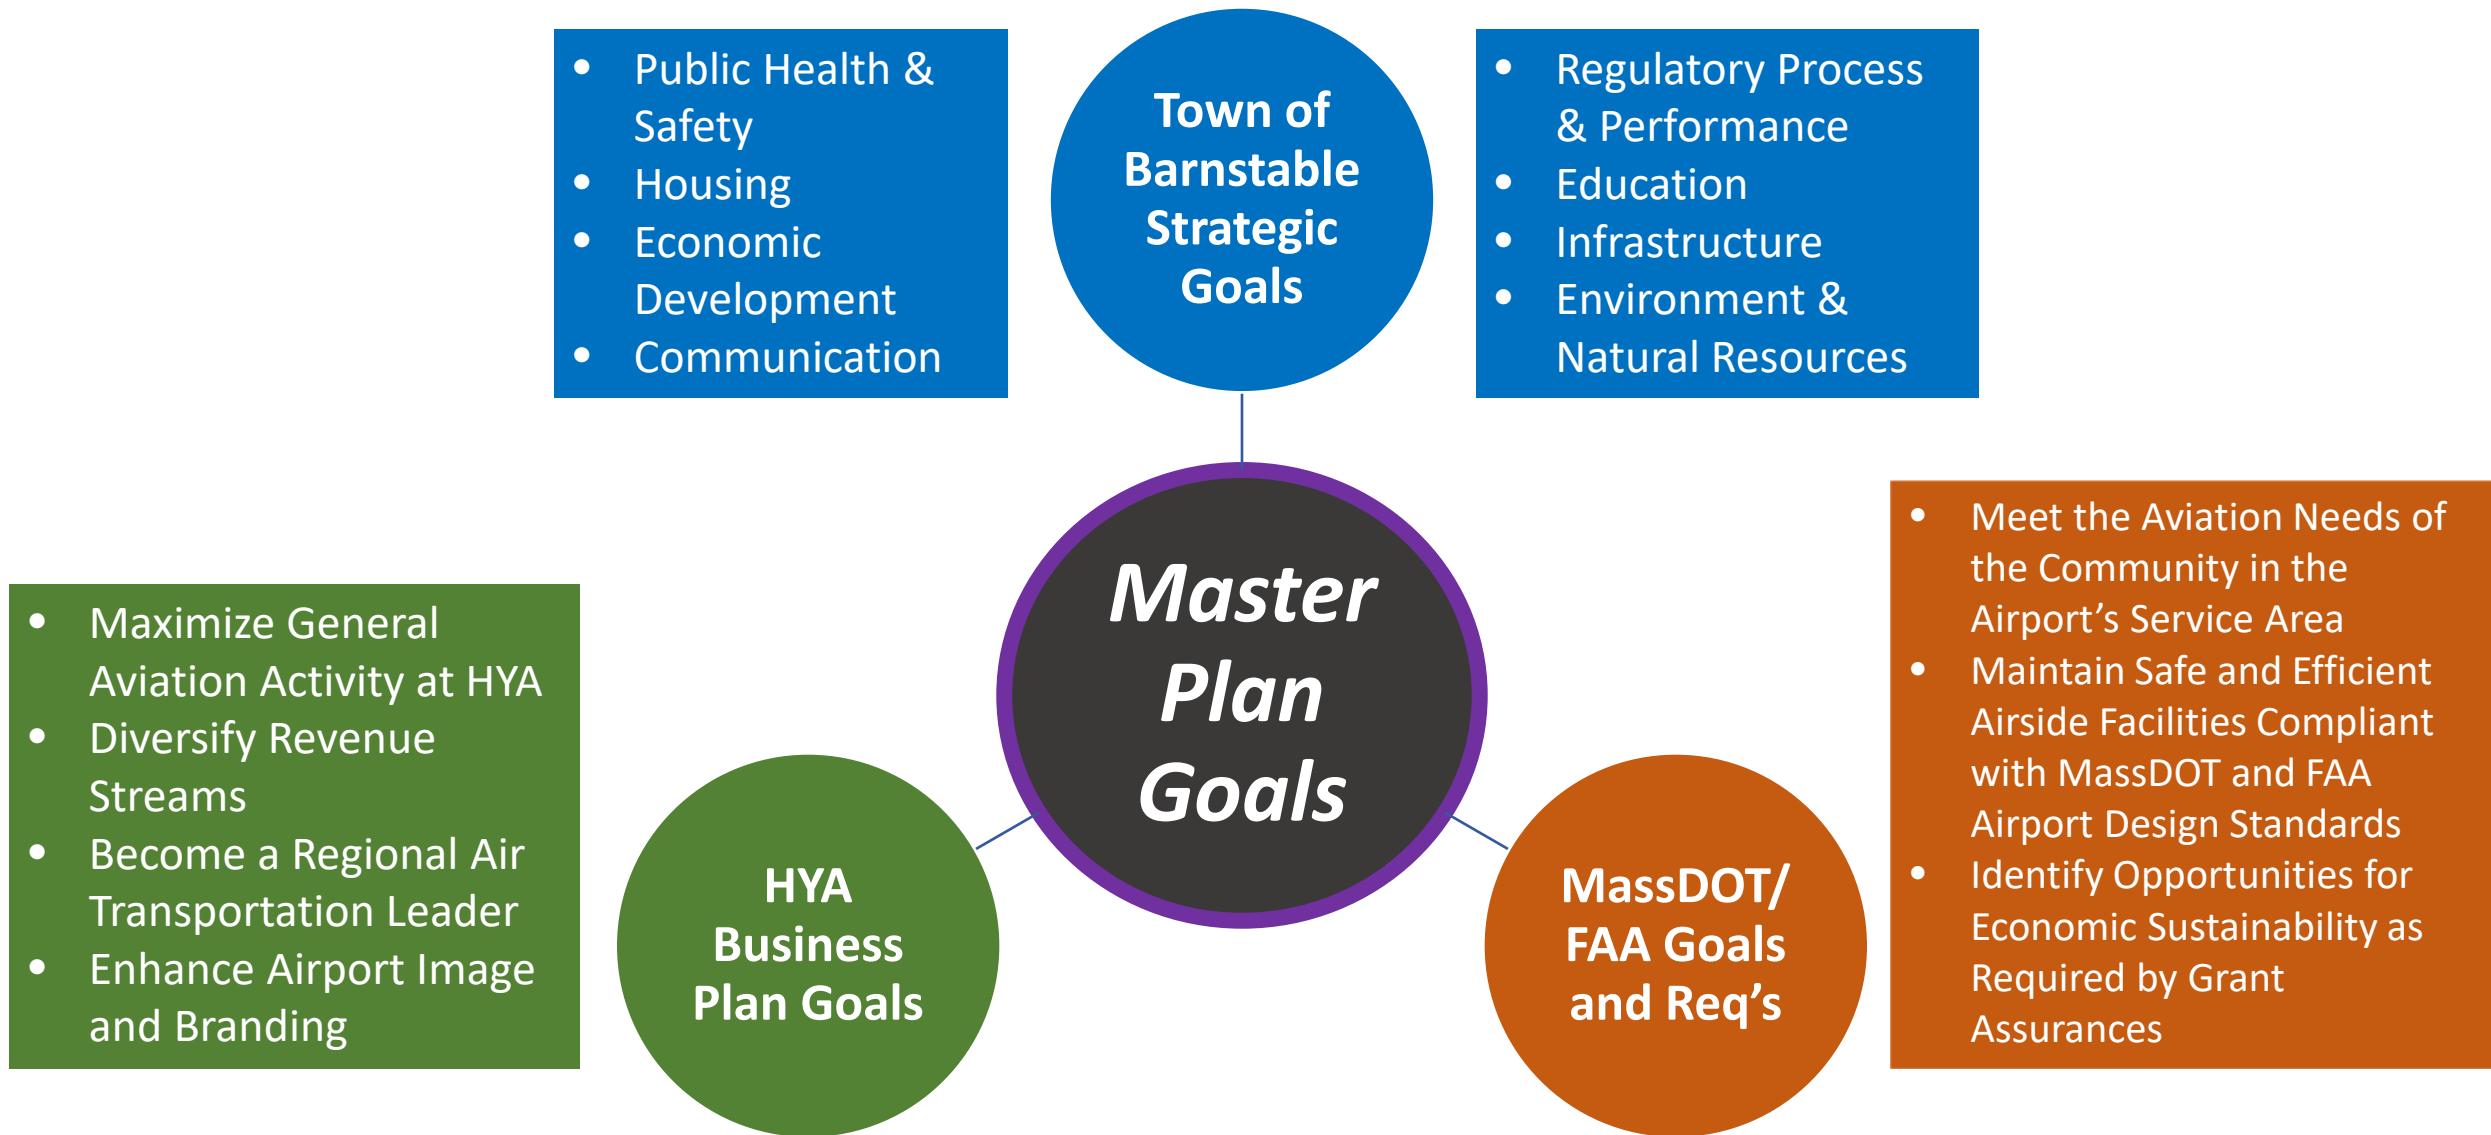 • Public Health &
Safety
• Housing
• Economic
Development
• Communication
Town of
Barnstable
Strategic
Goals
• Regulatory Process
& Performance
• Education
• Infrastructure
• Environment &
Natural Resources
Master
Plan
Goals
• Maximize General
Aviation Activity at HYA
• Diversify Revenue
Streams
• Become a Regional Air
Transportation Leader
• Enhance Airport Image
and Branding
HYA
Business
Plan Goals
MassDOT/
FAA Goals
and Req’s
• Meet the Aviation Needs of
the Community in the
Airport’s Service Area
• Maintain Safe and Efficient
Airside Facilities Compliant
with MassDOT and FAA
Airport Design Standards
• Identify Opportunities for
Economic Sustainability as
Required by Grant
Assurances